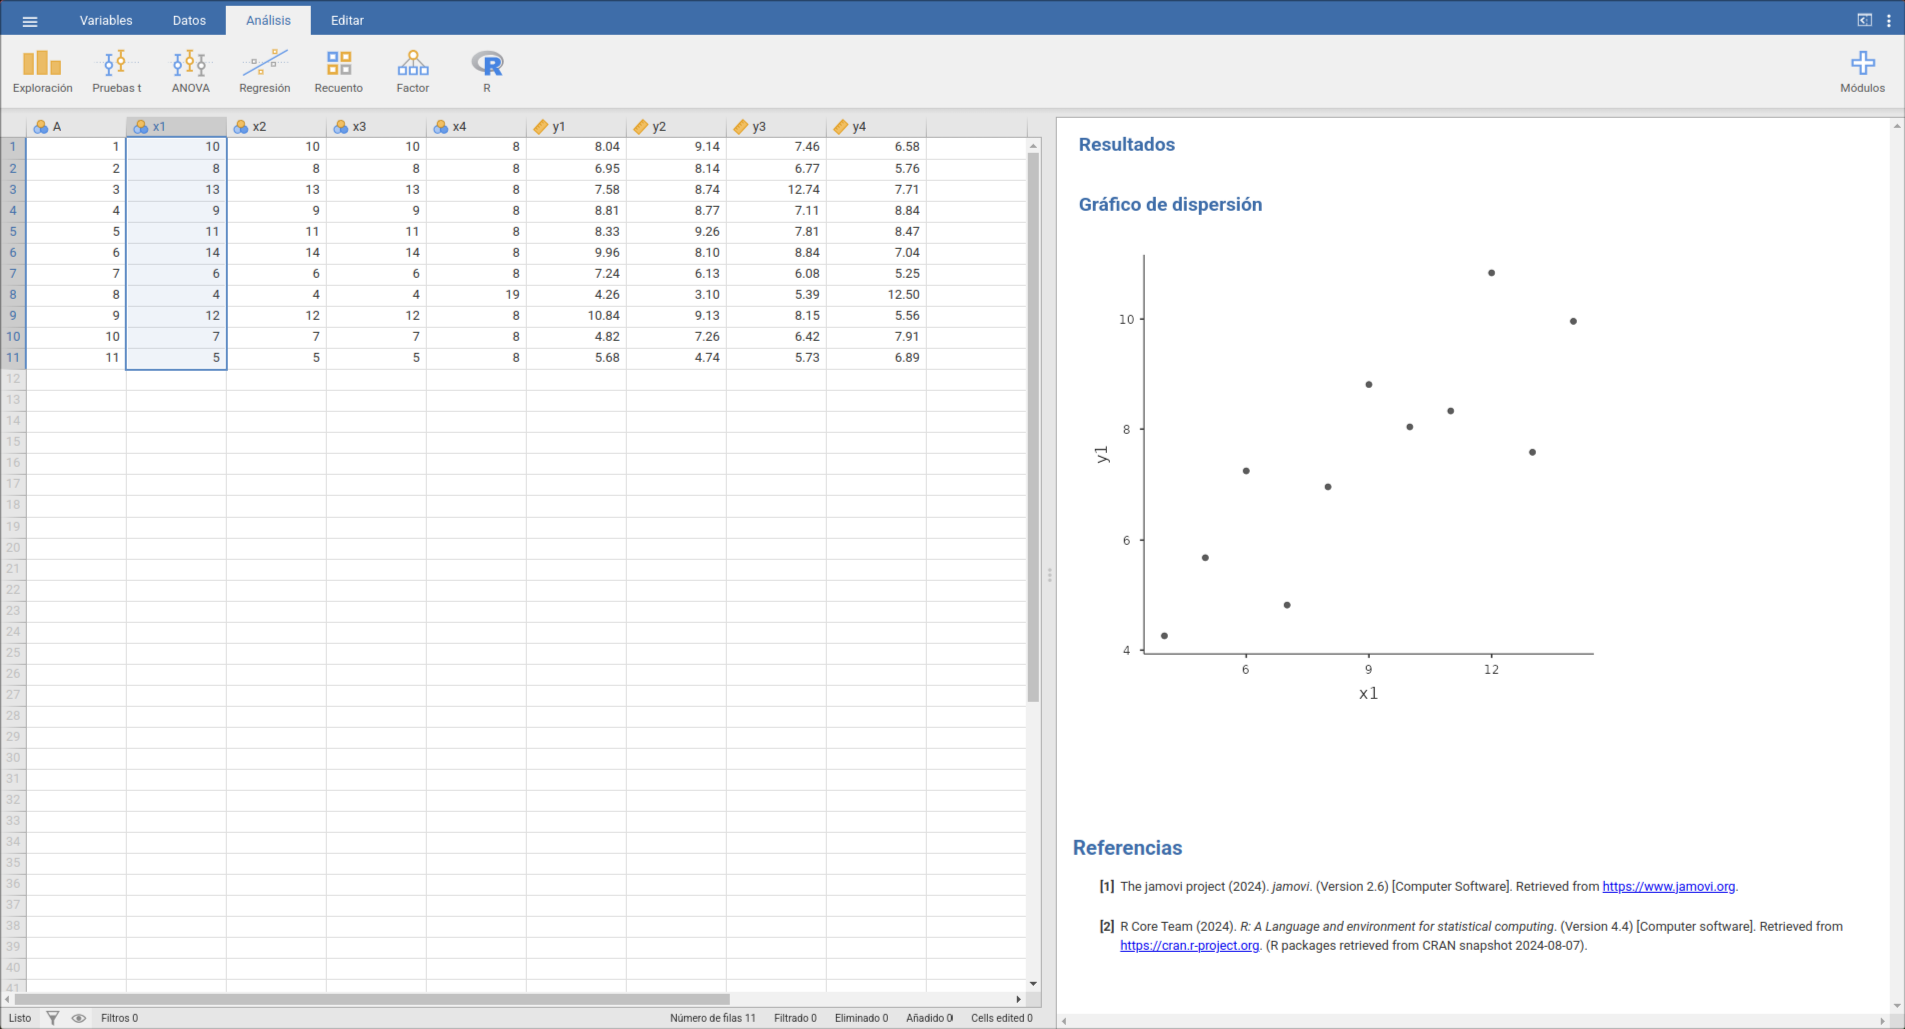 Variables Datos Análisis Editar
Exploración Pruebas t ANOVA Regresión Recuento Factor R Módulos
A x1 x2 x3 x4 y1 y2 y3 y4
1 1 10 10 10 8 8.04 9.14 7.46 6.58
2 2 8 8 8 8 6.95 8.14 6.77 5.76
3 3 13 13 13 8 7.58 8.74 12.74 7.71
4 4 9 9 9 8 8.81 8.77 7.11 8.84
5 5 11 11 11 8 8.33 9.26 7.81 8.47
6 6 14 14 14 8 9.96 8.10 8.84 7.04
7 7 6 6 6 8 7.24 6.13 6.08 5.25
8 8 4 4 4 19 4.26 3.10 5.39 12.50
9 9 12 12 12 8 10.84 9.13 8.15 5.56
10 10 7 7 7 8 4.82 7.26 6.42 7.91
11 11 5 5 5 8 5.68 4.74 5.73 6.89
12
13
14
15
16
17
18
19
20
21
22
23
24
25
26
27
28
29
30
31
32
33
34
35
36
37
38
39
40
41
Listo Filtros 0 Número de filas 11 Filtrado 0 Eliminado 0 Añadido 0 Cells edited 0
Resultados
Gráfico de dispersión
10
8
y1
6
4
6 9 12
x1
Referencias
[1] The jamovi project (2024). jamovi. (Version 2.6) [Computer Software]. Retrieved from https://www.jamovi.org.
[2] R Core Team (2024). R: A Language and environment for statistical computing. (Version 4.4) [Computer software]. Retrieved from
https://cran.r-project.org. (R packages retrieved from CRAN snapshot 2024-08-07).